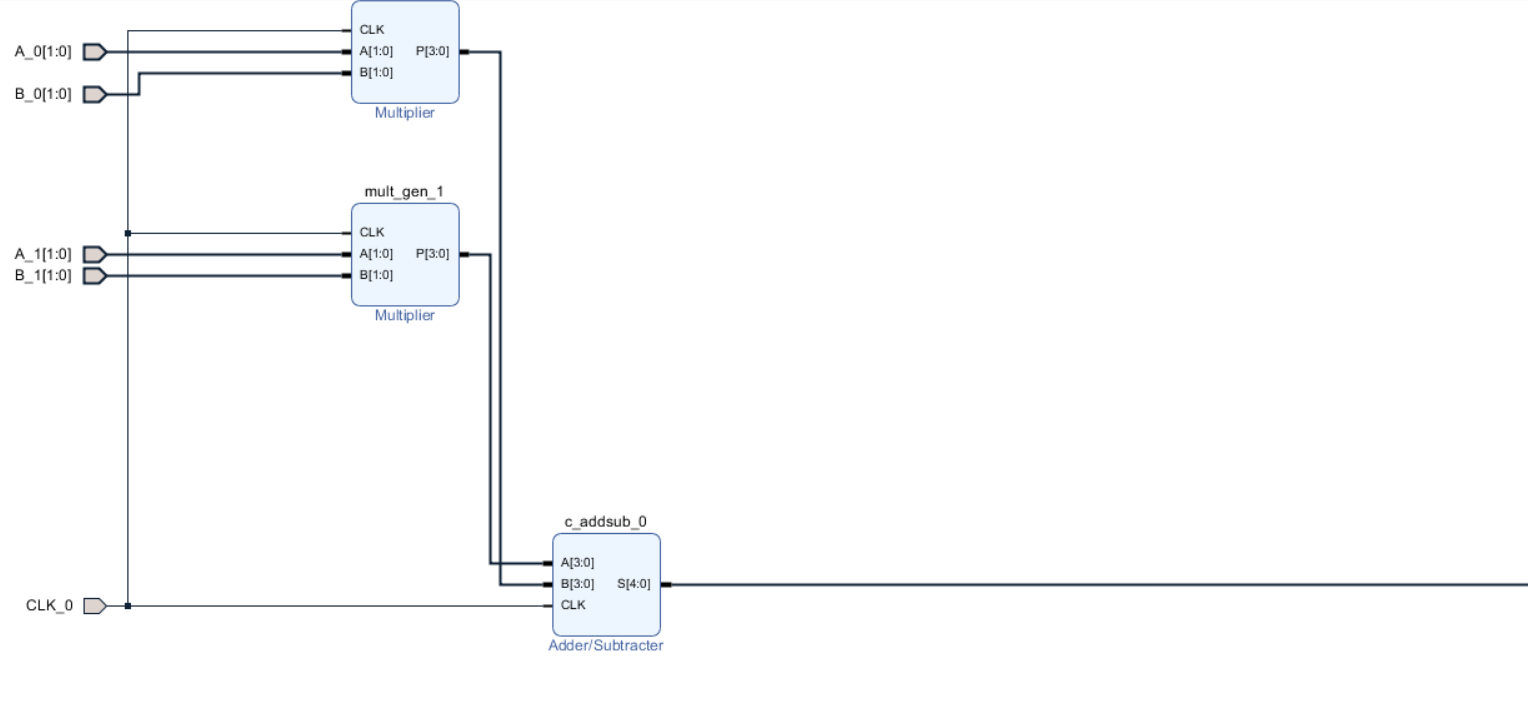 CLK
A_0[1:0] A[1:0] P[3:0]
B[1:0]
B_0[1:0]
Multiplier
mult_gen_1
CLK
A_1[1:0] A[1:0] P[3:0]
B_1[1:0] B[1:0]
Multiplier
c_addsub_0
A[3:0]
B[3:0] S[4:0]
CLK_0 CLK
Adder/Subtracter